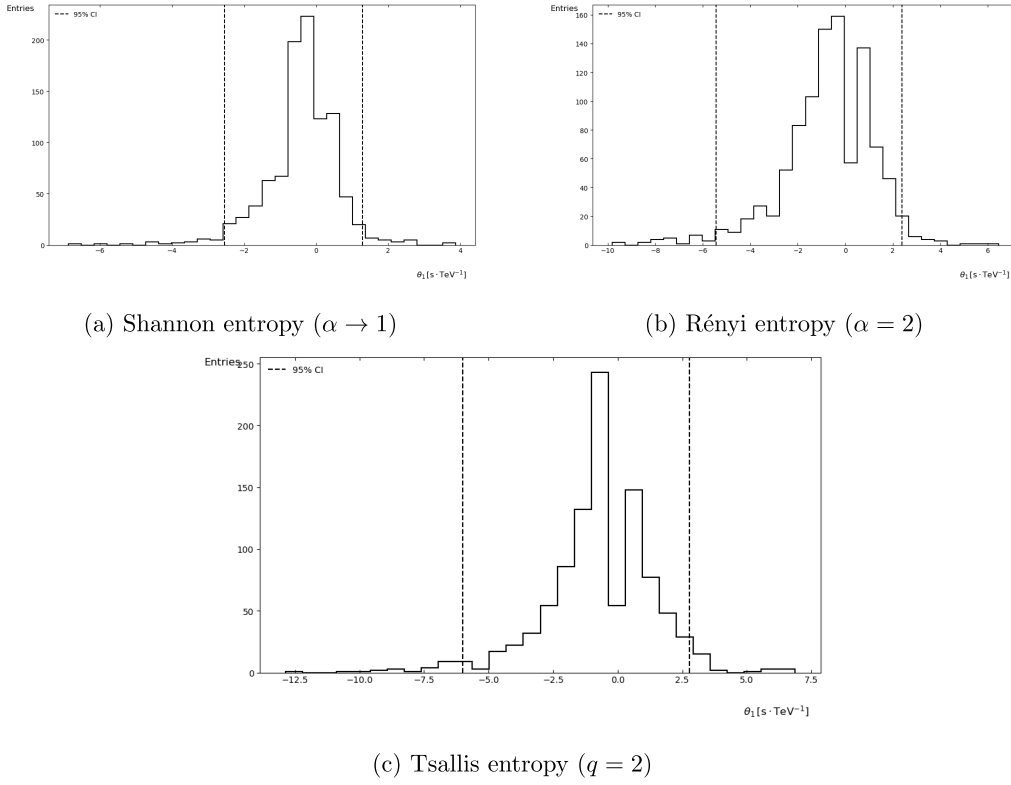 Entries
95% CI
200
150
100
50
0
−6 −4 −2 0 2 4
θ₁[s · TeV⁻¹]
(a) Shannon entropy (α → 1)
Entries
95% CI
160
140
120
100
80
60
40
20
0
−10 −8 −6 −4 −2 0 2 4 6
θ₁[s · TeV⁻¹]
(b) Rényi entropy (α = 2)
Entries
95% CI
250
200
150
100
50
0
−12.5 −10.0 −7.5 −5.0 −2.5 0.0 2.5 5.0 7.5
θ₁[s · TeV⁻¹]
(c) Tsallis entropy (q = 2)